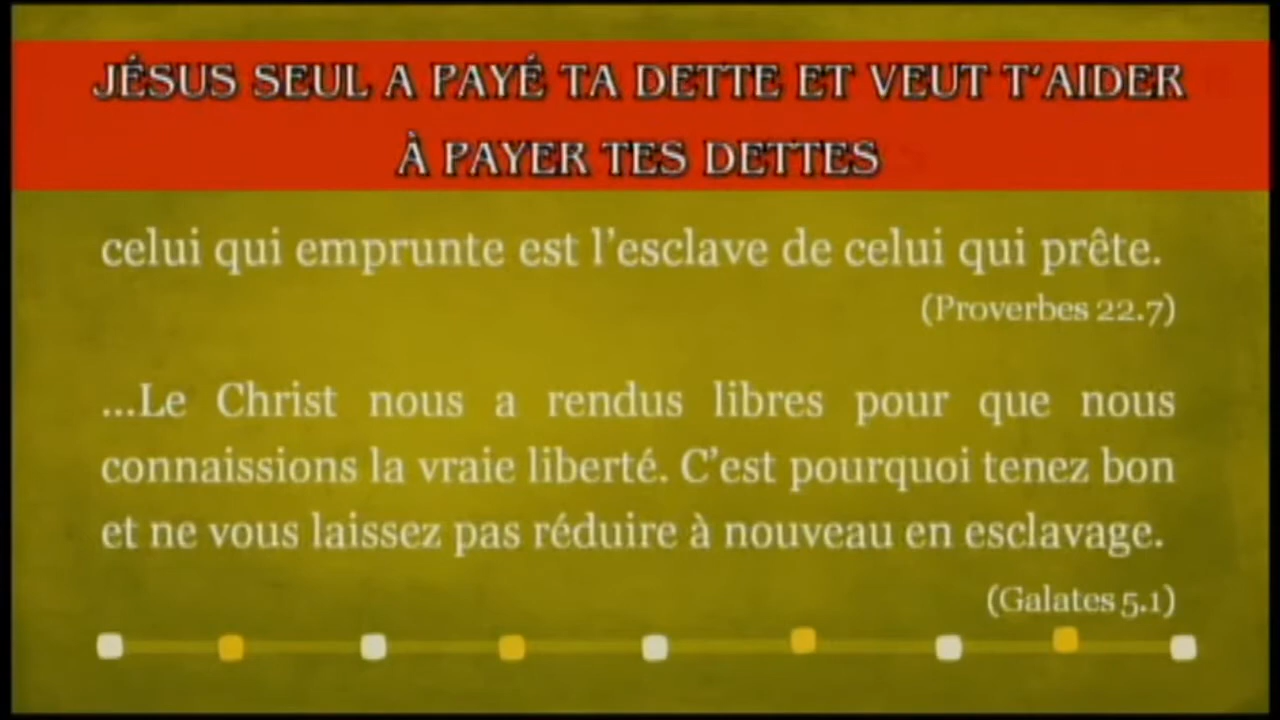 JÉSUS SEUL A PAYÉ TA DETTE ET VEUT T'AIDER
À PAYER TES DETTES
celui qui emprunte est l'esclave de celui qui prête.
(Proverbes 22.7)
...Le Christ nous a rendus libres pour que nous
connaissions la vraie liberté. C'est pourquoi tenez bon
et ne vous laissez pas réduire à nouveau en esclavage.
(Galates 5.1)